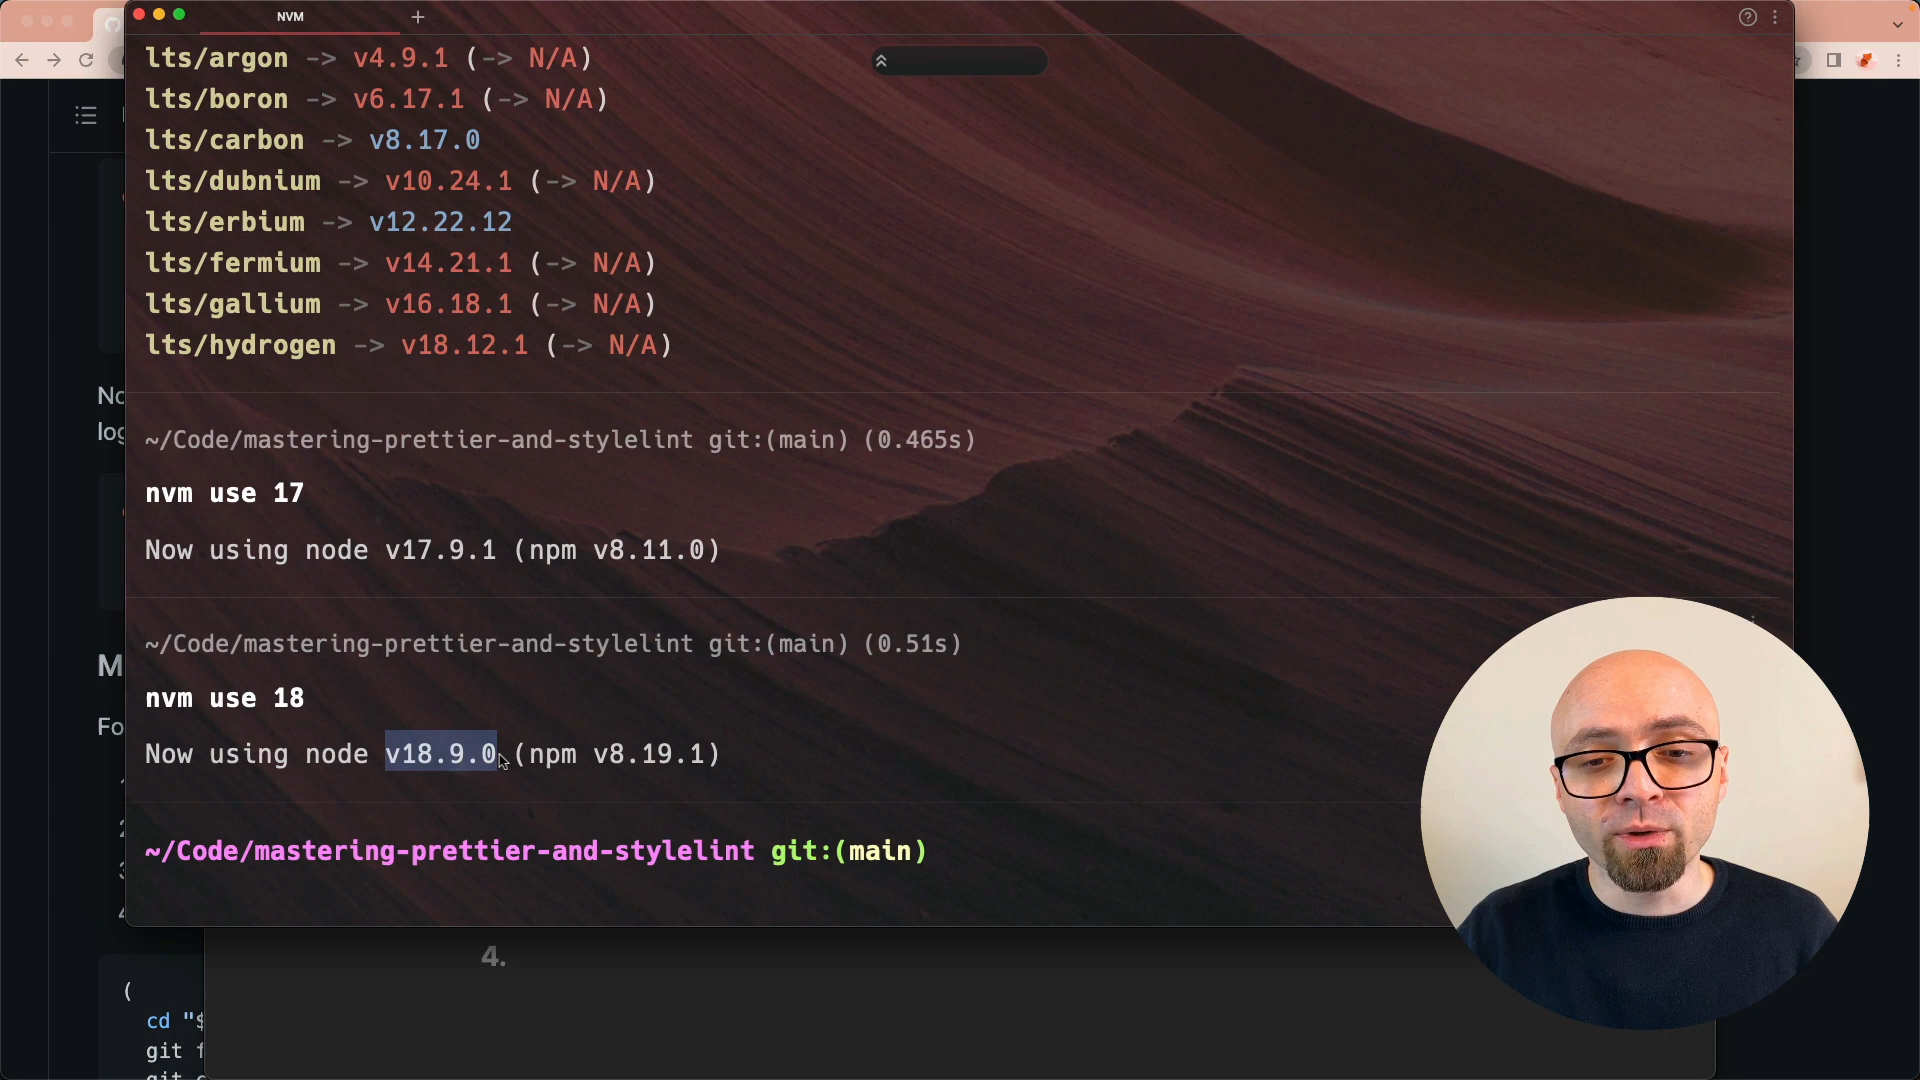 NVM
lts/argon -> v4.9.1 (-> N/A)
lts/boron -> v6.17.1 (-> N/A)
lts/carbon -> v8.17.0
lts/dubnium -> v10.24.1 (-> N/A)
lts/erbium -> v12.22.12
lts/fermium -> v14.21.1 (-> N/A)
lts/gallium -> v16.18.1 (-> N/A)
lts/hydrogen -> v18.12.1 (-> N/A)
~/Code/mastering-prettier-and-stylelint git:(main) (0.465s)
nvm use 17
Now using node v17.9.1 (npm v8.11.0)
~/Code/mastering-prettier-and-stylelint git:(main) (0.51s)
nvm use 18
Now using node v18.9.0 (npm v8.19.1)
~/Code/mastering-prettier-and-stylelint git:(main)
4.
(
cd "$
git